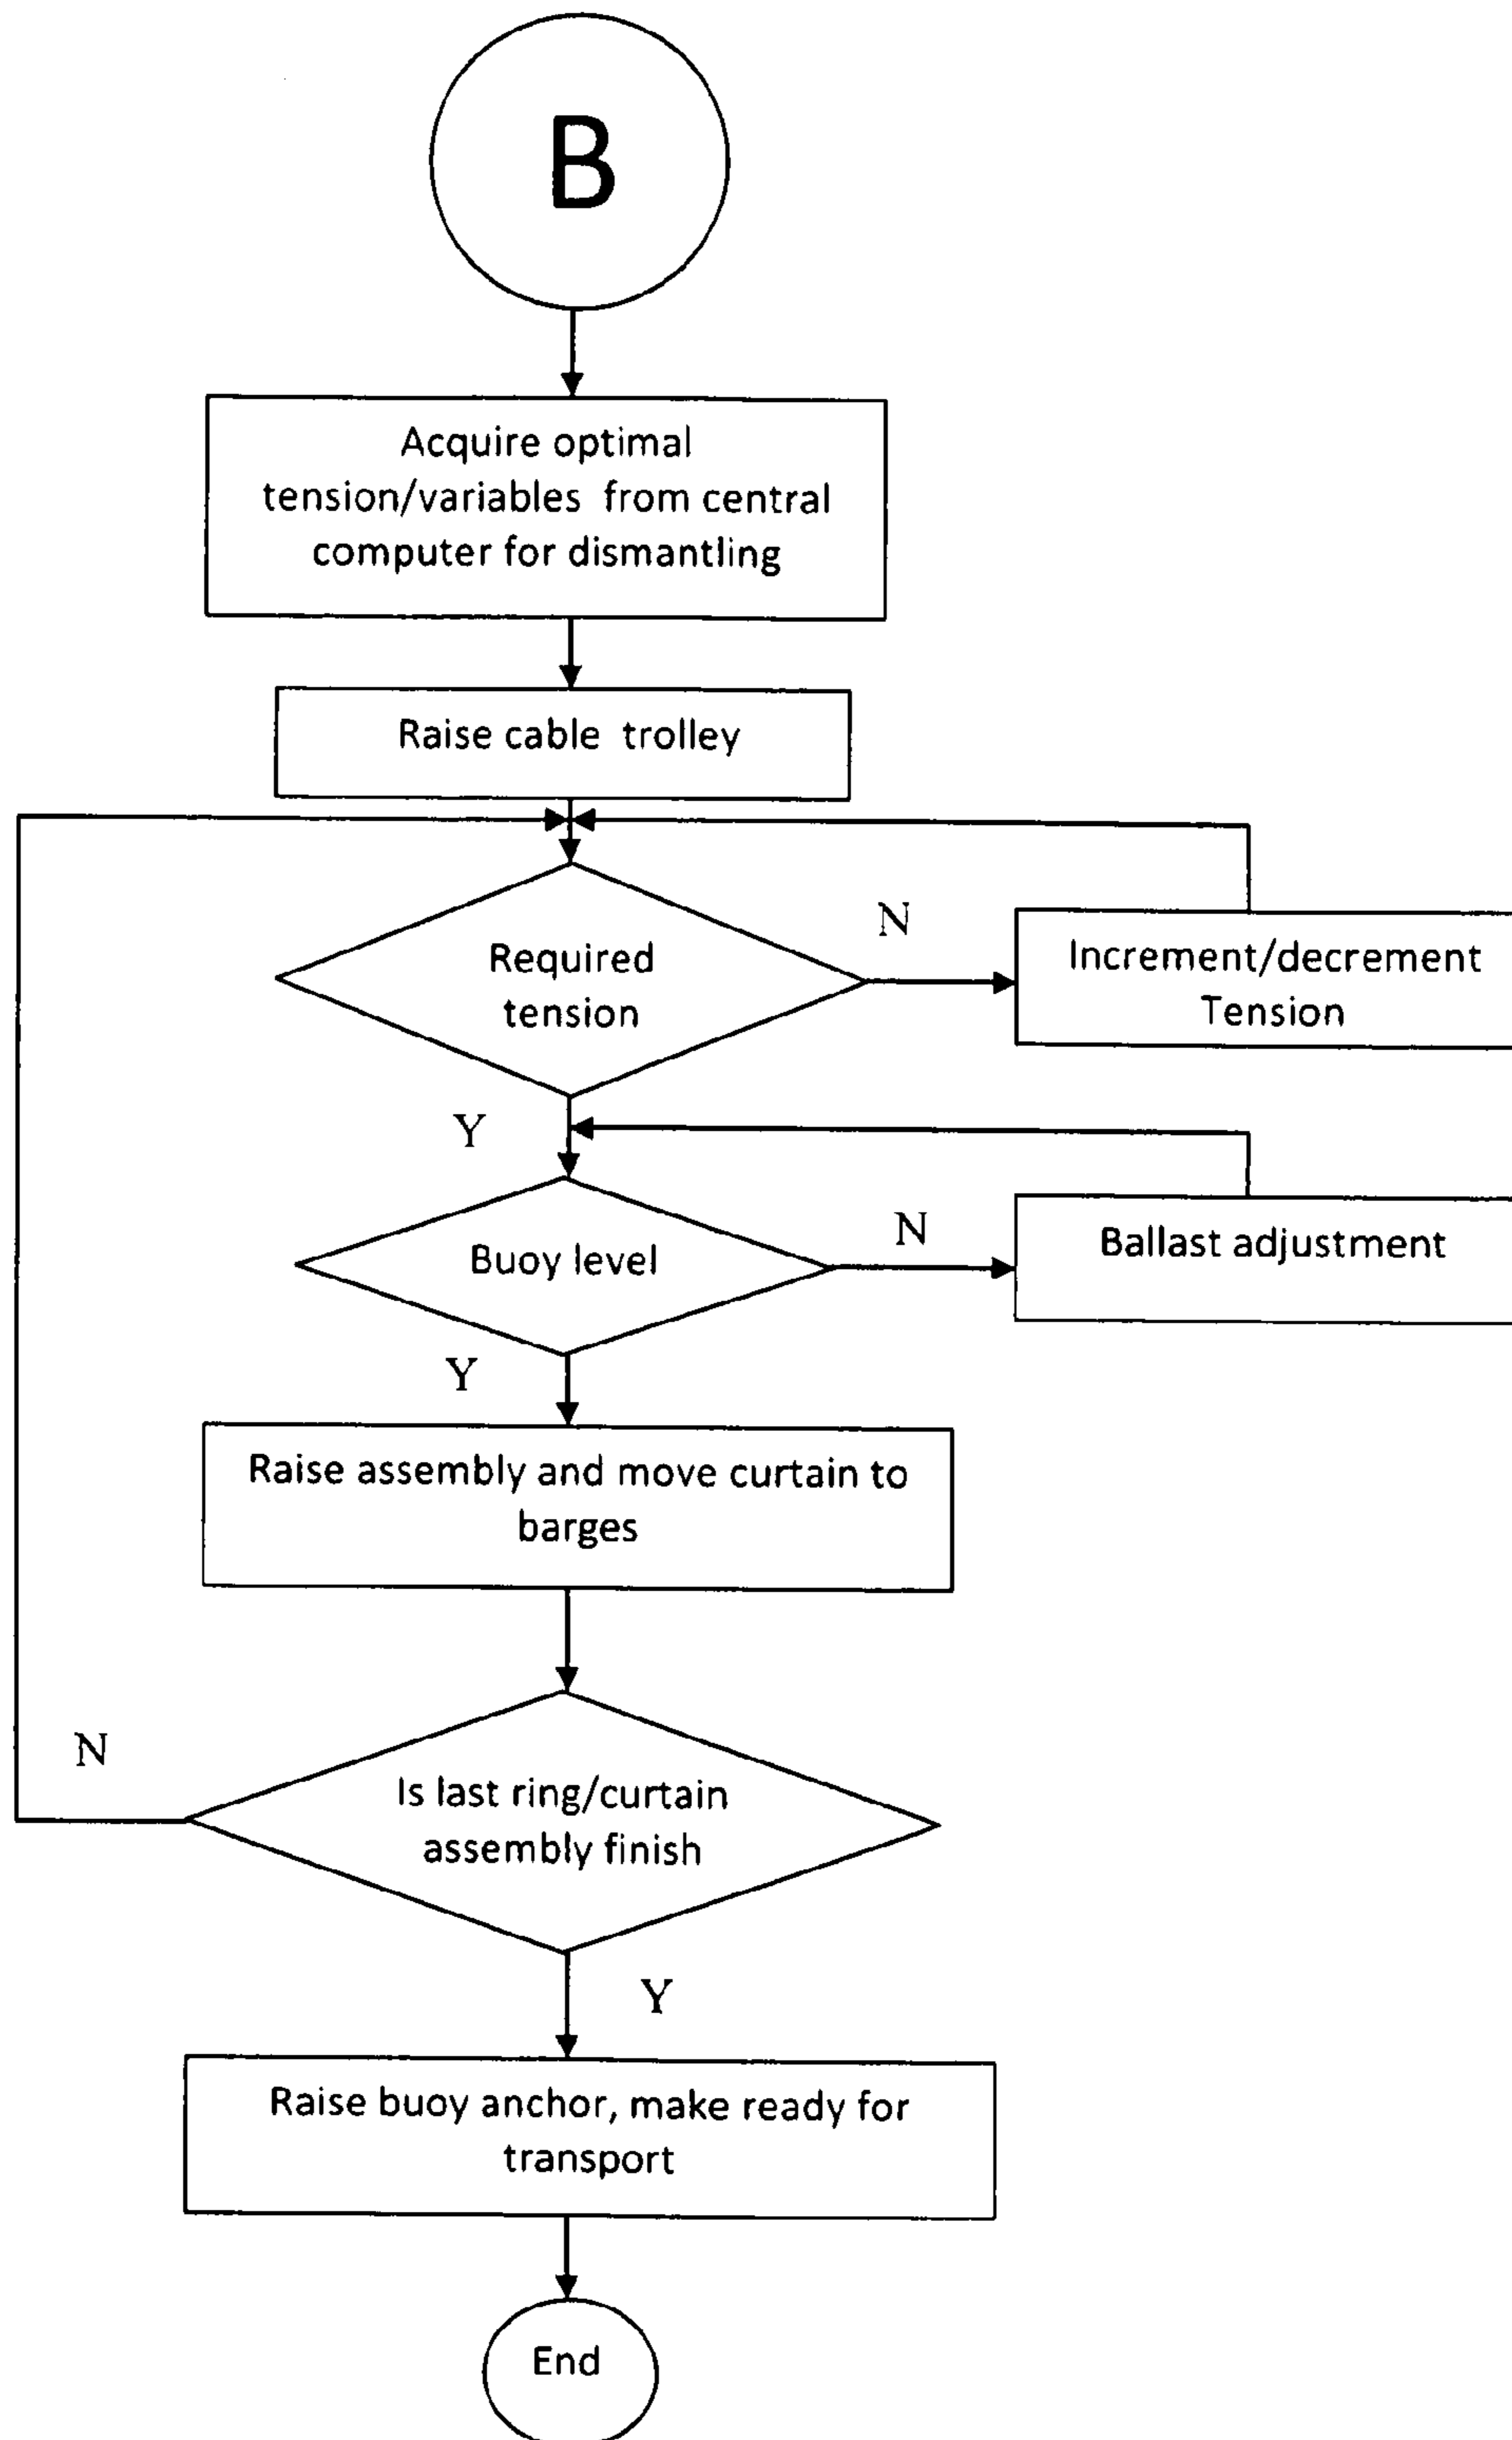 B
Acquire optimal
tension/variables from central
computer for dismantling
Raise cable trolley
N
Required
tension
Increment/decrement
Tension
Y
N
Buoy level
Ballast adjustment
Y
Raise assembly and move curtain to
barges
N
Is last ring/curtain
assembly finish
Y
Raise buoy anchor, make ready for
transport
End